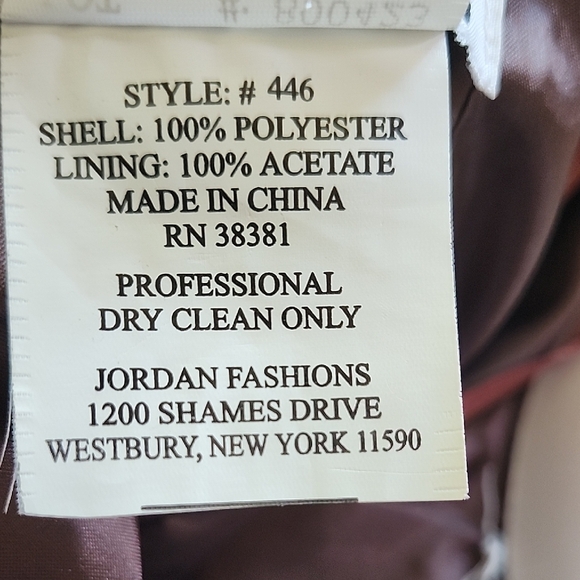 STYLE: # 446
SHELL: 100% POLYESTER
LINING: 100% ACETATE
MADE IN CHINA
RN 38381
PROFESSIONAL
DRY CLEAN ONLY
JORDAN FASHIONS
1200 SHAMES DRIVE
WESTBURY, NEW YORK 11590